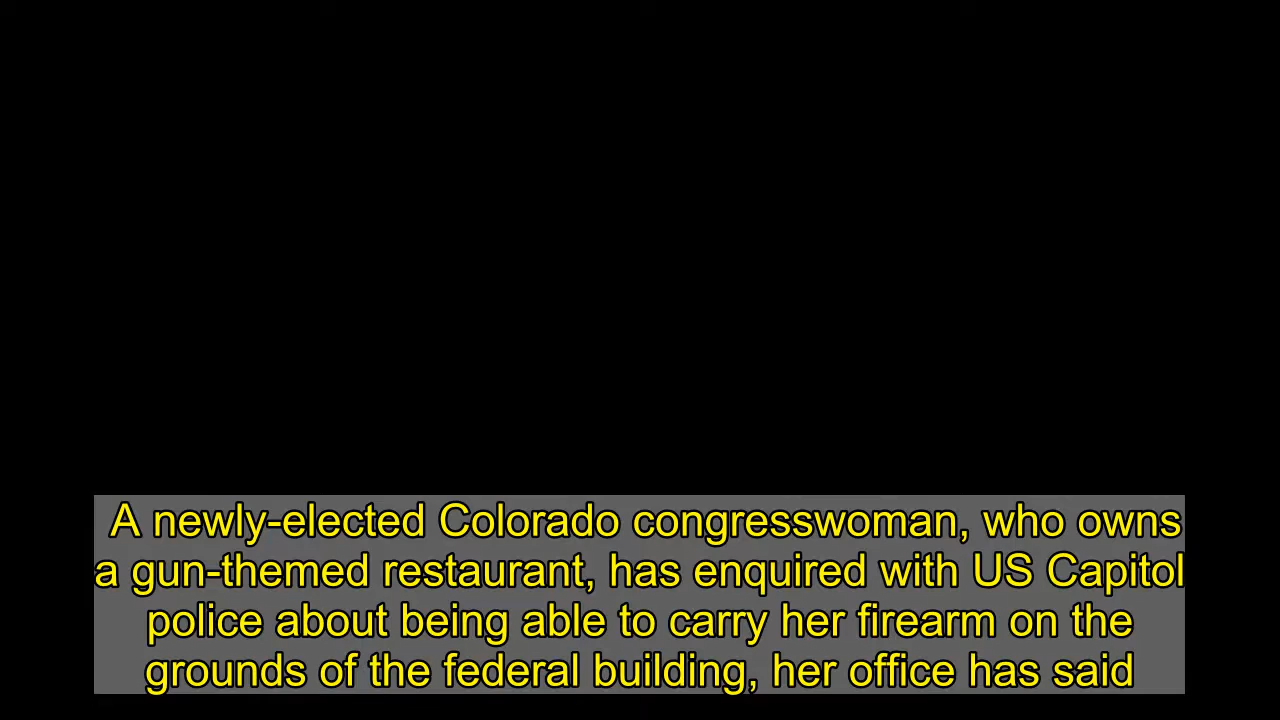 A newly-elected Colorado congresswoman, who owns
a gun-themed restaurant, has enquired with US Capitol
police about being able to carry her firearm on the
grounds of the federal building, her office has said